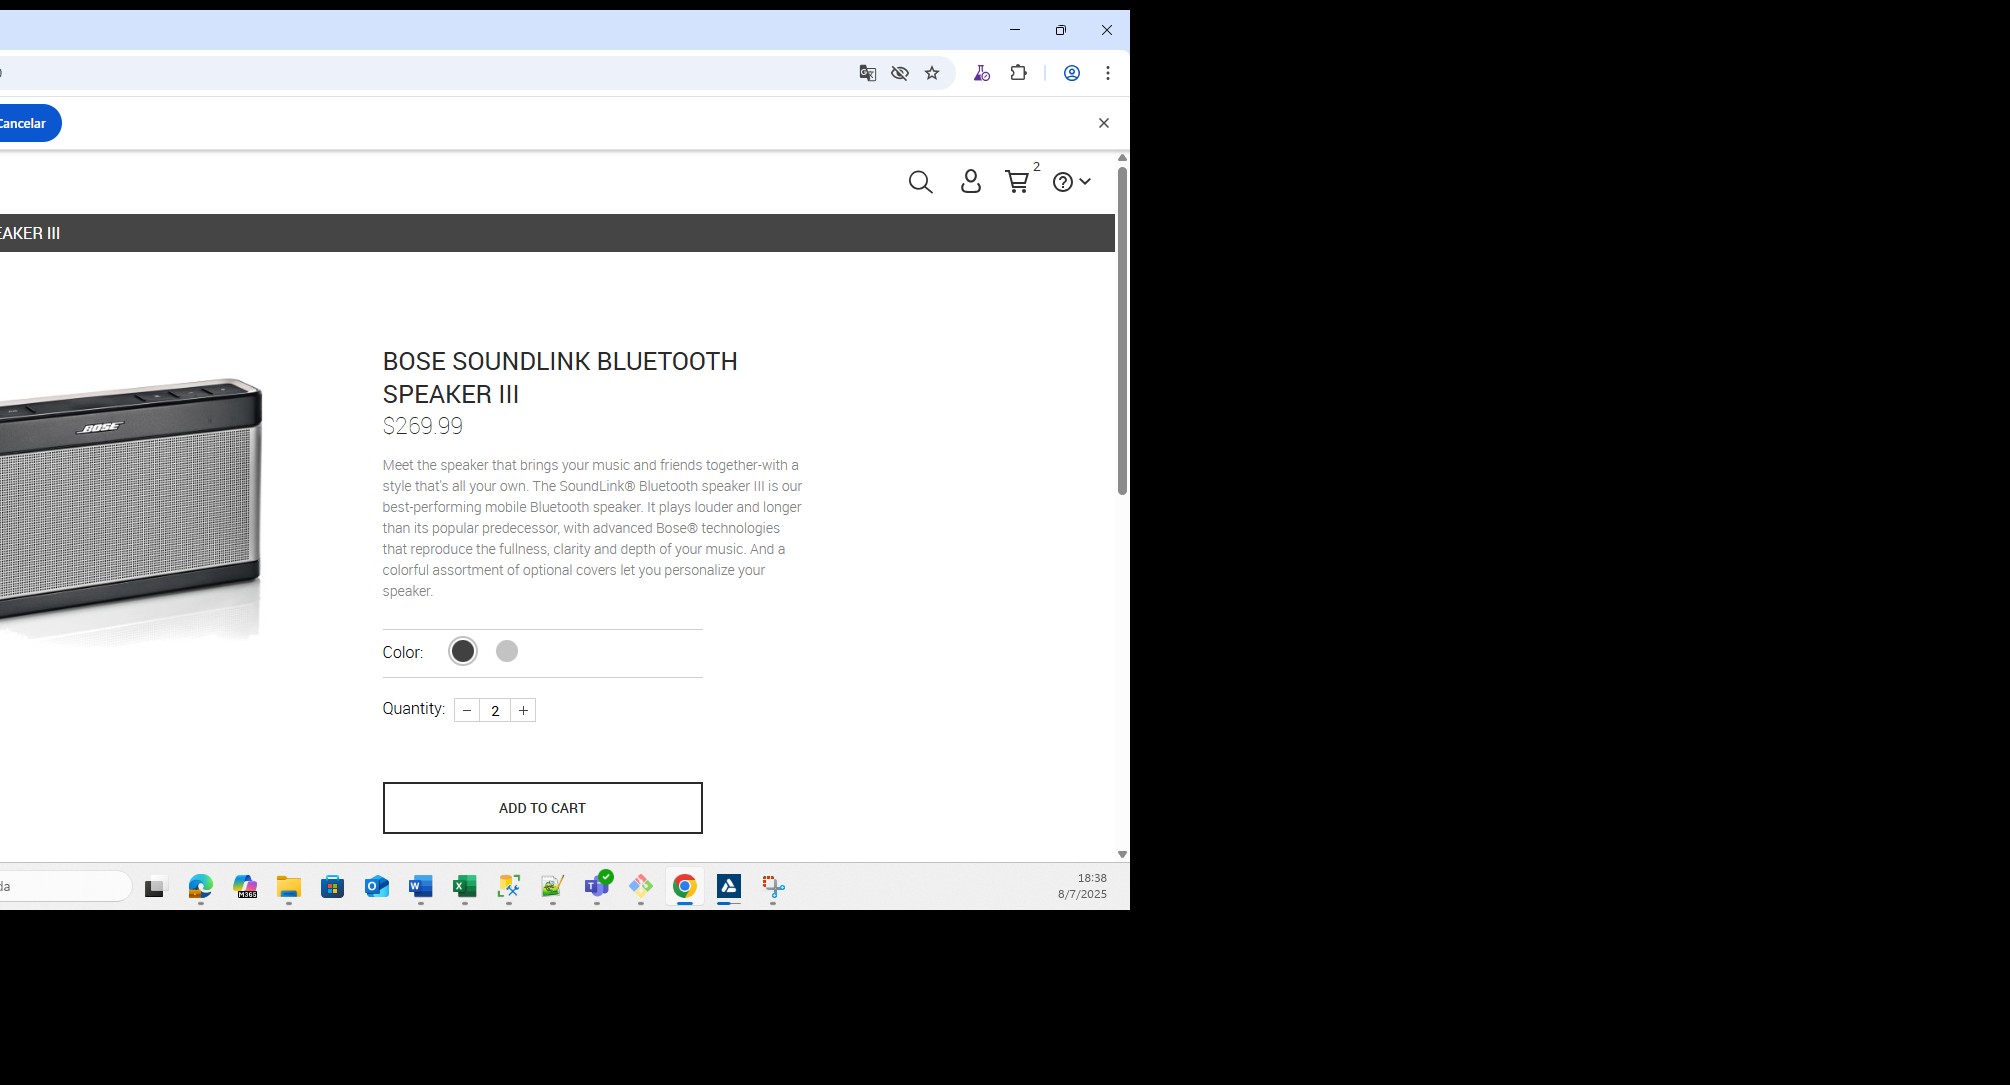 Cancelar
2
EAKER III
BOSE SOUNDLINK BLUETOOTH
SPEAKER III
$269.99
BOSE
Meet the speaker that brings your music and friends together-with a
style that's all your own. The SoundLink® Bluetooth speaker III is our
best-performing mobile Bluetooth speaker. It plays louder and longer
than its popular predecessor, with advanced Bose® technologies
that reproduce the fullness, clarity and depth of your music. And a
colorful assortment of optional covers let you personalize your
speaker.
Color:
Quantity: − 2 +
ADD TO CART
da
M365
18:38
8/7/2025